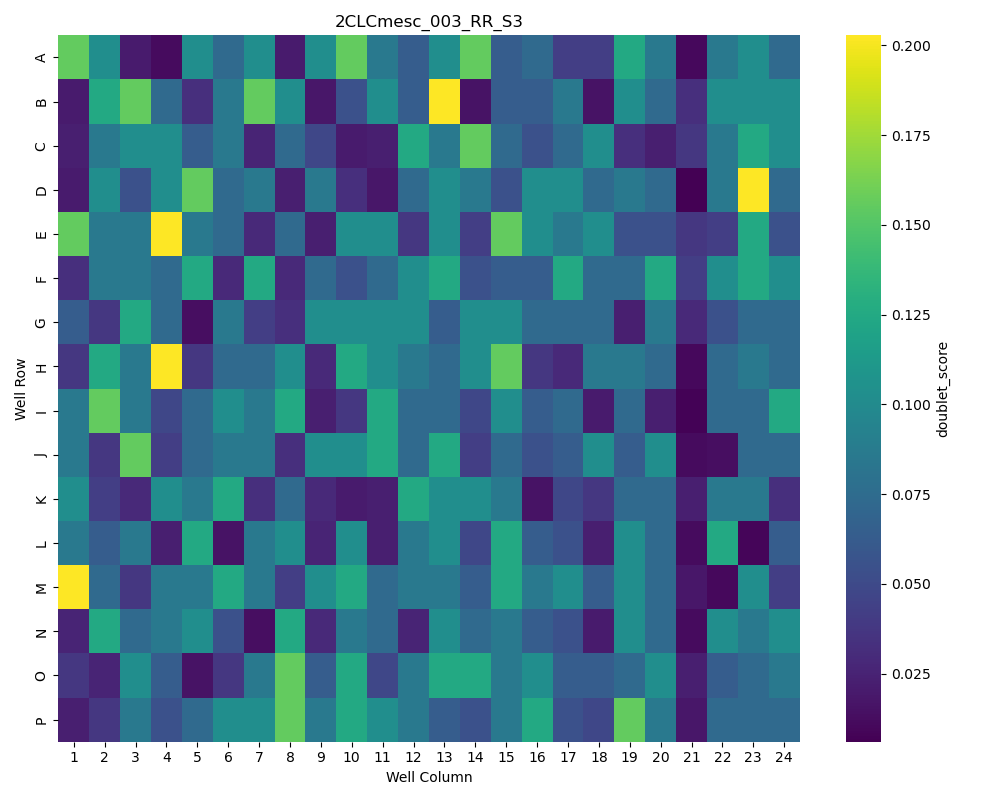 2CLCmesc_003_RR_S3
A
B
C
D
E
F
G
H
I
J
K
L
M
N
O
P
Well Row
1 2 3 4 5 6 7 8 9 10 11 12 13 14 15 16 17 18 19 20 21 22 23 24
Well Column
0.200
0.175
0.150
0.125
0.100
0.075
0.050
0.025
doublet_score